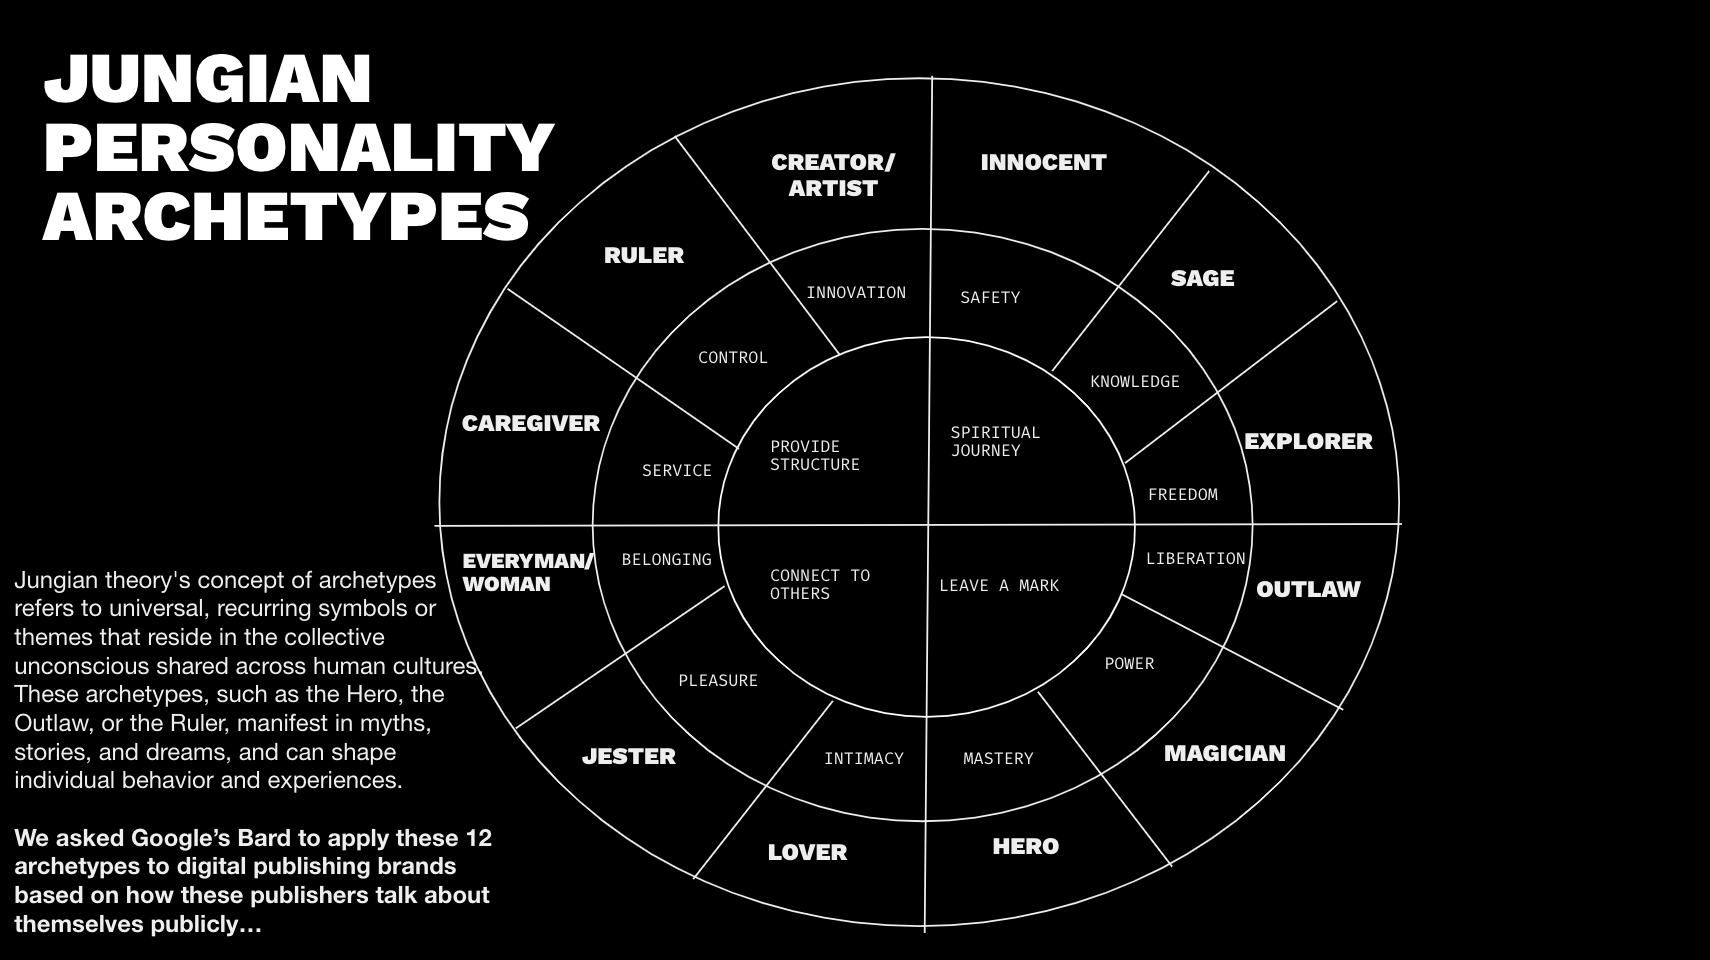 JUNGIAN
PERSONALITY
ARCHETYPES
CREATOR/
ARTIST
INNOCENT
RULER
SAGE
INNOVATION
SAFETY
CONTROL
KNOWLEDGE
CAREGIVER
EXPLORER
PROVIDE
STRUCTURE
SPIRITUAL
JOURNEY
SERVICE
FREEDOM
EVERYMAN/
WOMAN
BELONGING
LIBERATION
OUTLAW
CONNECT TO
OTHERS
LEAVE A MARK
PLEASURE
POWER
JESTER
MAGICIAN
INTIMACY
MASTERY
LOVER
HERO
Jungian theory's concept of archetypes
refers to universal, recurring symbols or
themes that reside in the collective
unconscious shared across human cultures.
These archetypes, such as the Hero, the
Outlaw, or the Ruler, manifest in myths,
stories, and dreams, and can shape
individual behavior and experiences.
We asked Google’s Bard to apply these 12
archetypes to digital publishing brands
based on how these publishers talk about
themselves publicly…